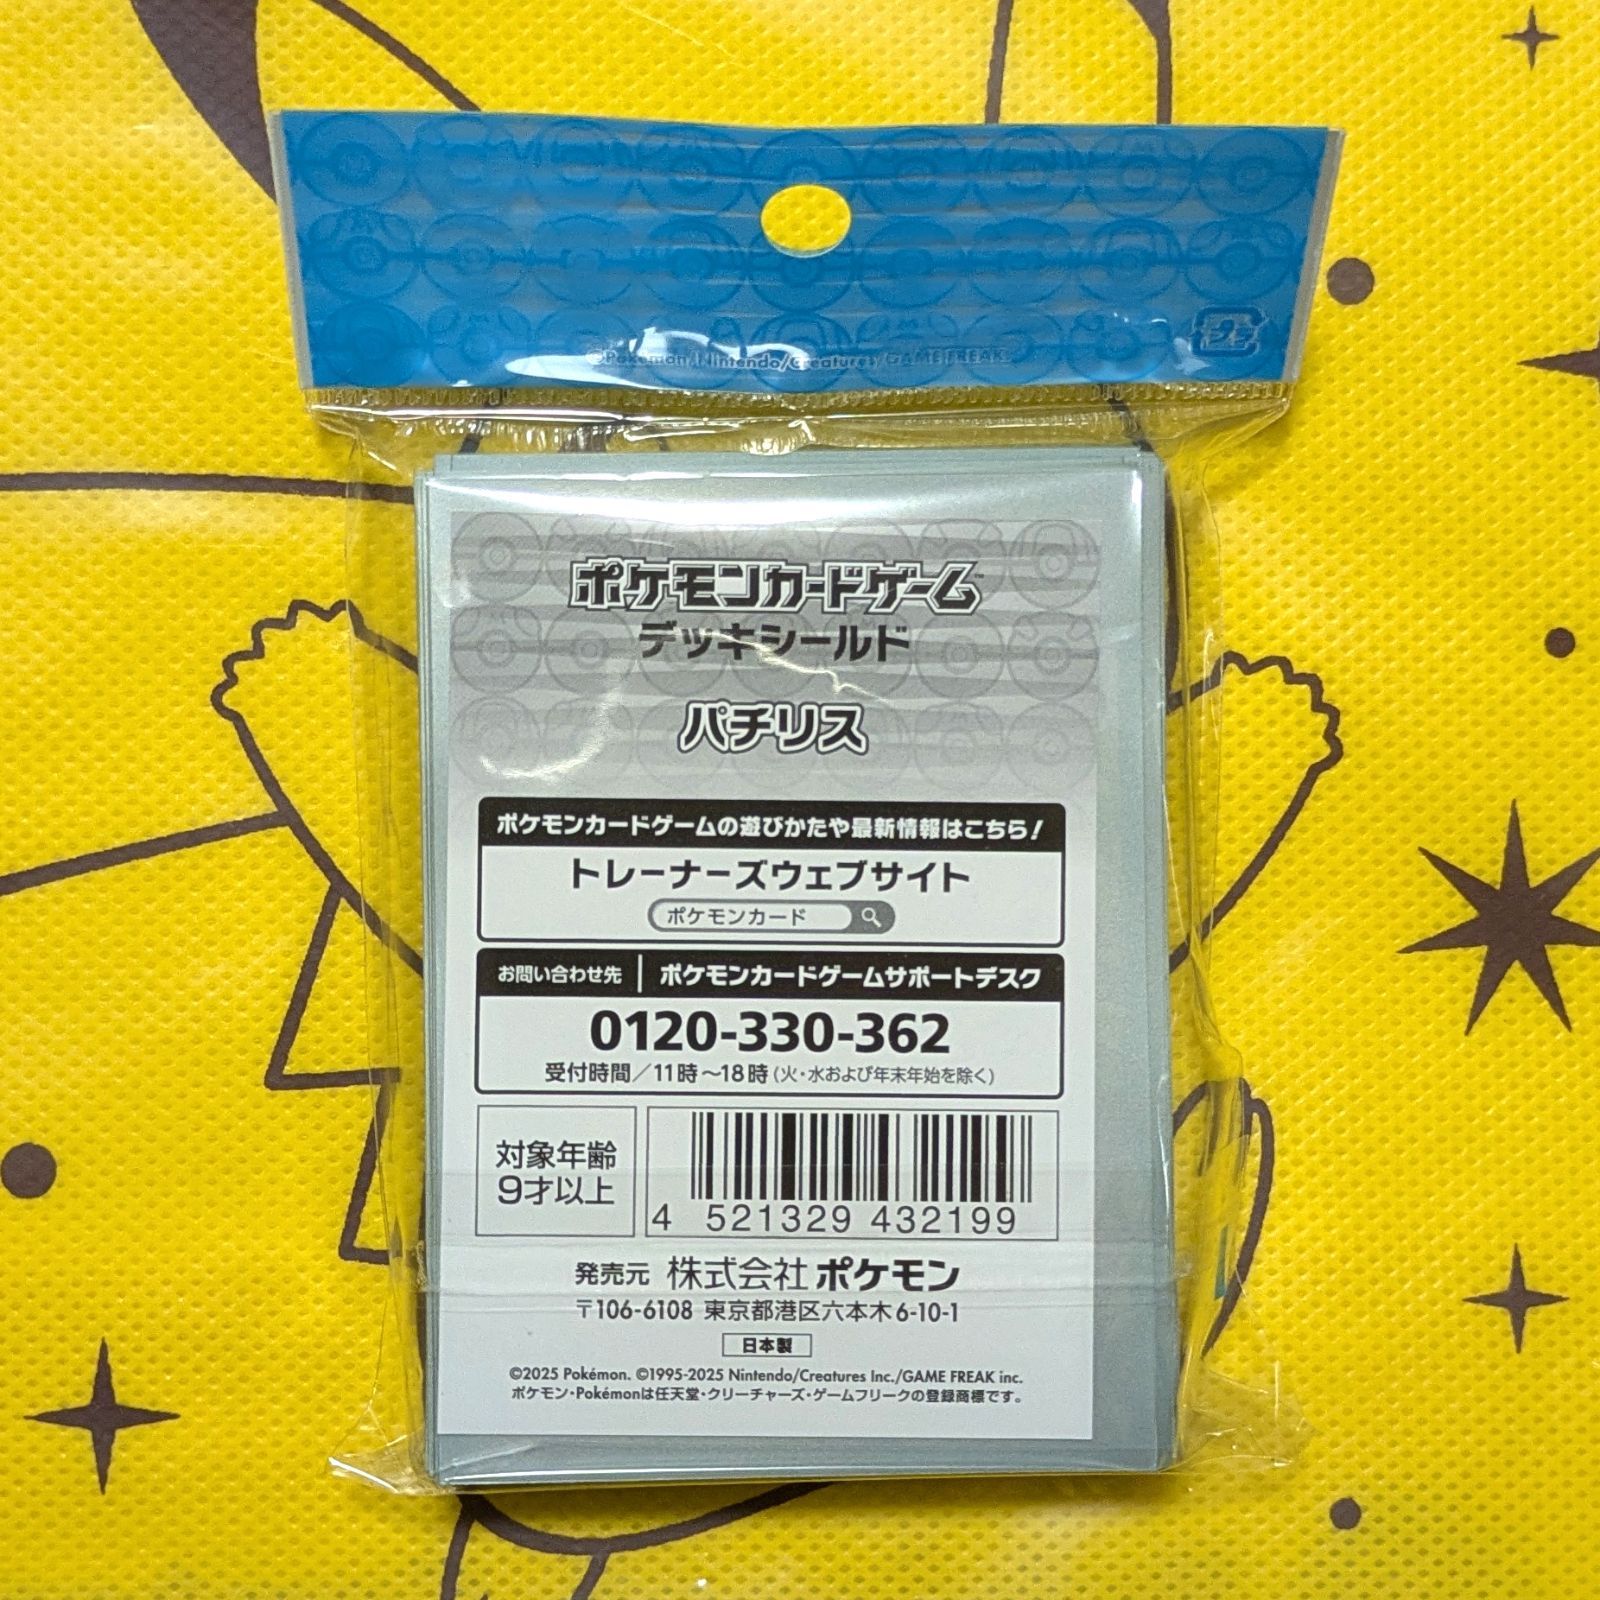 ©Pokémon/Nintendo/Creatures/GAME FREAK
プラ
ポケモンカードゲーム™
デッキシールド
パチリス
ポケモンカードゲームの遊びかたや最新情報はこちら!
トレーナーズウェブサイト
ポケモンカード
お問い合わせ先 ポケモンカードゲームサポートデスク
0120-330-362
受付時間/11時~18時(火・水および年末年始を除く)
対象年齢
9才以上
4 521329 432199
発売元 株式会社ポケモン
〒106-6108 東京都港区六本木6-10-1
日本製
©2025 Pokémon. ©1995-2025 Nintendo/Creatures Inc./GAME FREAK inc.
ポケモン・Pokémonは任天堂・クリーチャーズ・ゲームフリークの登録商標です。